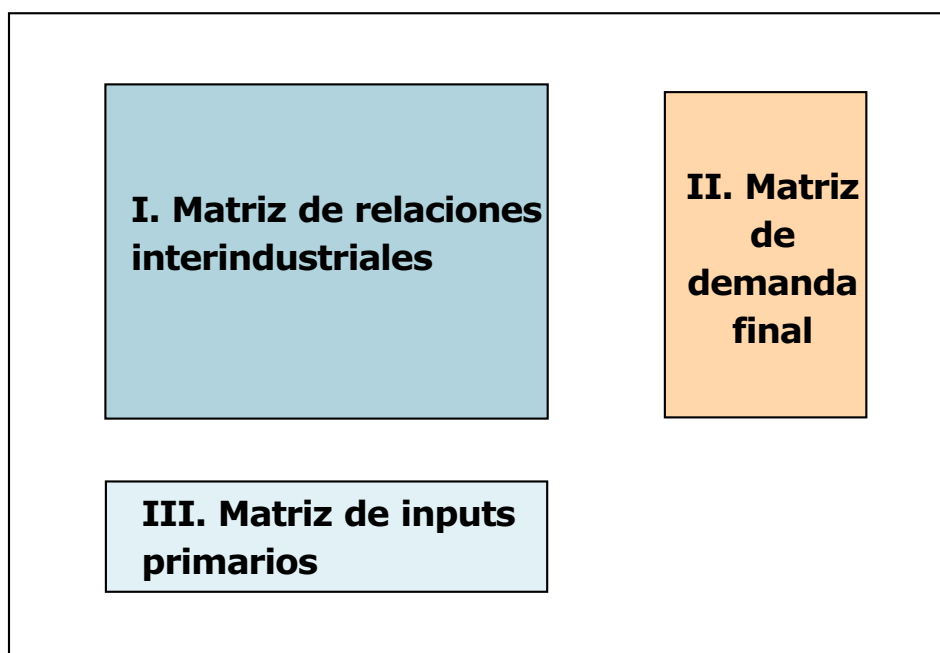 I. Matriz de relaciones
interindustriales
II. Matriz
de
demanda
final
III. Matriz de inputs
primarios